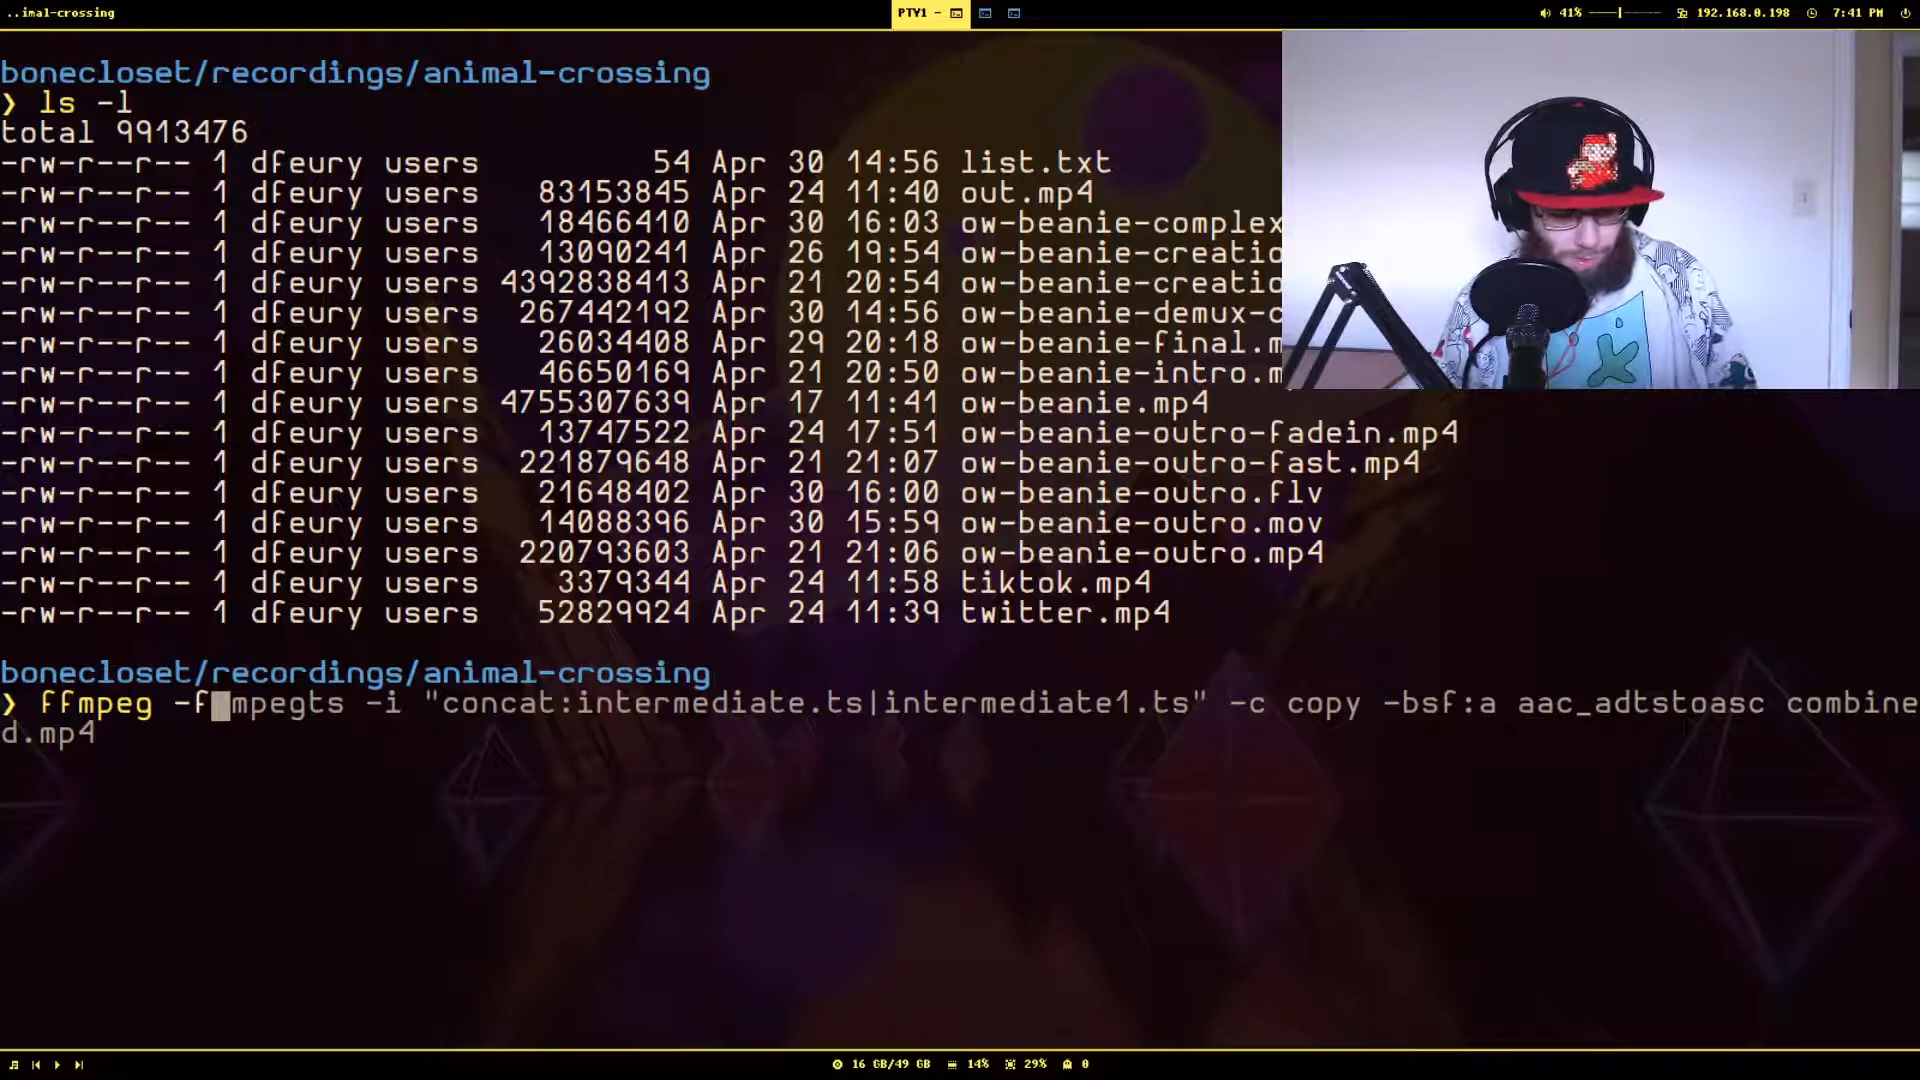 ..imal-crossing
PTY1 -
41%
192.168.0.198
7:41 PM
bonecloset/recordings/animal-crossing
❯ ls -l
total 9913476
-rw-r--r-- 1 dfeury users 54 Apr 30 14:56 list.txt
-rw-r--r-- 1 dfeury users 83153845 Apr 24 11:40 out.mp4
-rw-r--r-- 1 dfeury users 18466410 Apr 30 16:03 ow-beanie-complex
-rw-r--r-- 1 dfeury users 13090241 Apr 26 19:54 ow-beanie-creatio
-rw-r--r-- 1 dfeury users 4392838413 Apr 21 20:54 ow-beanie-creatio
-rw-r--r-- 1 dfeury users 267442192 Apr 30 14:56 ow-beanie-demux-c
-rw-r--r-- 1 dfeury users 26034408 Apr 29 20:18 ow-beanie-final.m
-rw-r--r-- 1 dfeury users 46650169 Apr 21 20:50 ow-beanie-intro.m
-rw-r--r-- 1 dfeury users 4755307639 Apr 17 11:41 ow-beanie.mp4
-rw-r--r-- 1 dfeury users 13747522 Apr 24 17:51 ow-beanie-outro-fadein.mp4
-rw-r--r-- 1 dfeury users 221879648 Apr 21 21:07 ow-beanie-outro-fast.mp4
-rw-r--r-- 1 dfeury users 21648402 Apr 30 16:00 ow-beanie-outro.flv
-rw-r--r-- 1 dfeury users 14088396 Apr 30 15:59 ow-beanie-outro.mov
-rw-r--r-- 1 dfeury users 220793603 Apr 21 21:06 ow-beanie-outro.mp4
-rw-r--r-- 1 dfeury users 3379344 Apr 24 11:58 tiktok.mp4
-rw-r--r-- 1 dfeury users 52829924 Apr 24 11:39 twitter.mp4
bonecloset/recordings/animal-crossing
❯ ffmpeg -f mpegts -i "concat:intermediate.ts|intermediate1.ts" -c copy -bsf:a aac_adtstoasc combine
d.mp4
16 GB/49 GB
14%
29%
0